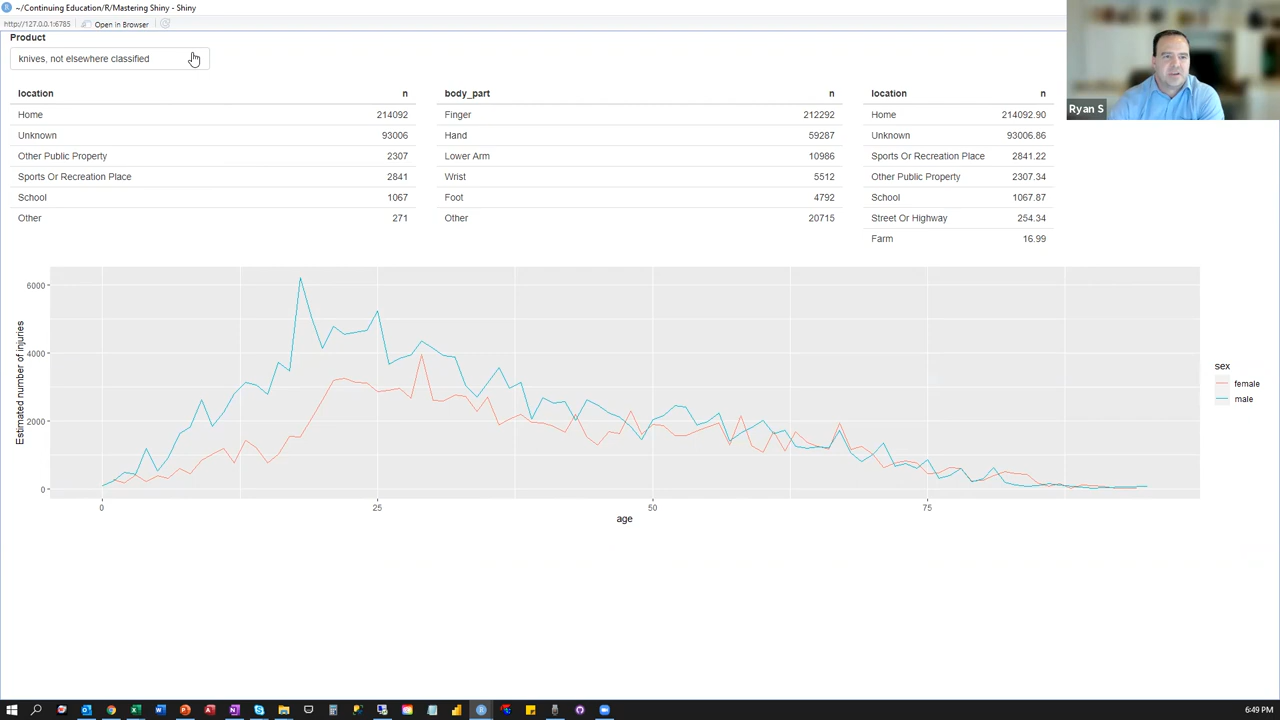 ~/Continuing Education/R/Mastering Shiny - Shiny
http://127.0.0.1:6785 Open in Browser
Product
knives, not elsewhere classified
location n
Home 214092
Unknown 93006
Other Public Property 2307
Sports Or Recreation Place 2841
School 1067
Other 271
body_part n
Finger 212292
Hand 59287
Lower Arm 10986
Wrist 5512
Foot 4792
Other 20715
location n
Home 214092.90
Unknown 93006.86
Sports Or Recreation Place 2841.22
Other Public Property 2307.34
School 1067.87
Street Or Highway 254.34
Farm 16.99
Ryan S
Estimated number of injuries
6000
4000
2000
0
0 25 50 75
age
sex
female
male
6:49 PM